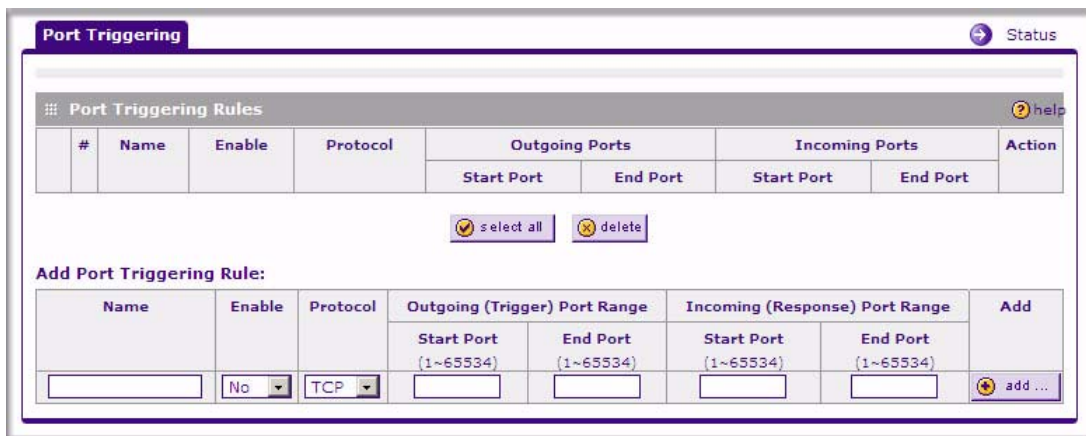 Port Triggering Status
Port Triggering Rules help
# Name Enable Protocol Outgoing Ports Incoming Ports Action
Start Port End Port Start Port End Port
select all delete
Add Port Triggering Rule:
Name Enable Protocol Outgoing (Trigger) Port Range Incoming (Response) Port Range Add
Start Port End Port Start Port End Port
(1~65534) (1~65534) (1~65534) (1~65534)
No TCP add ...